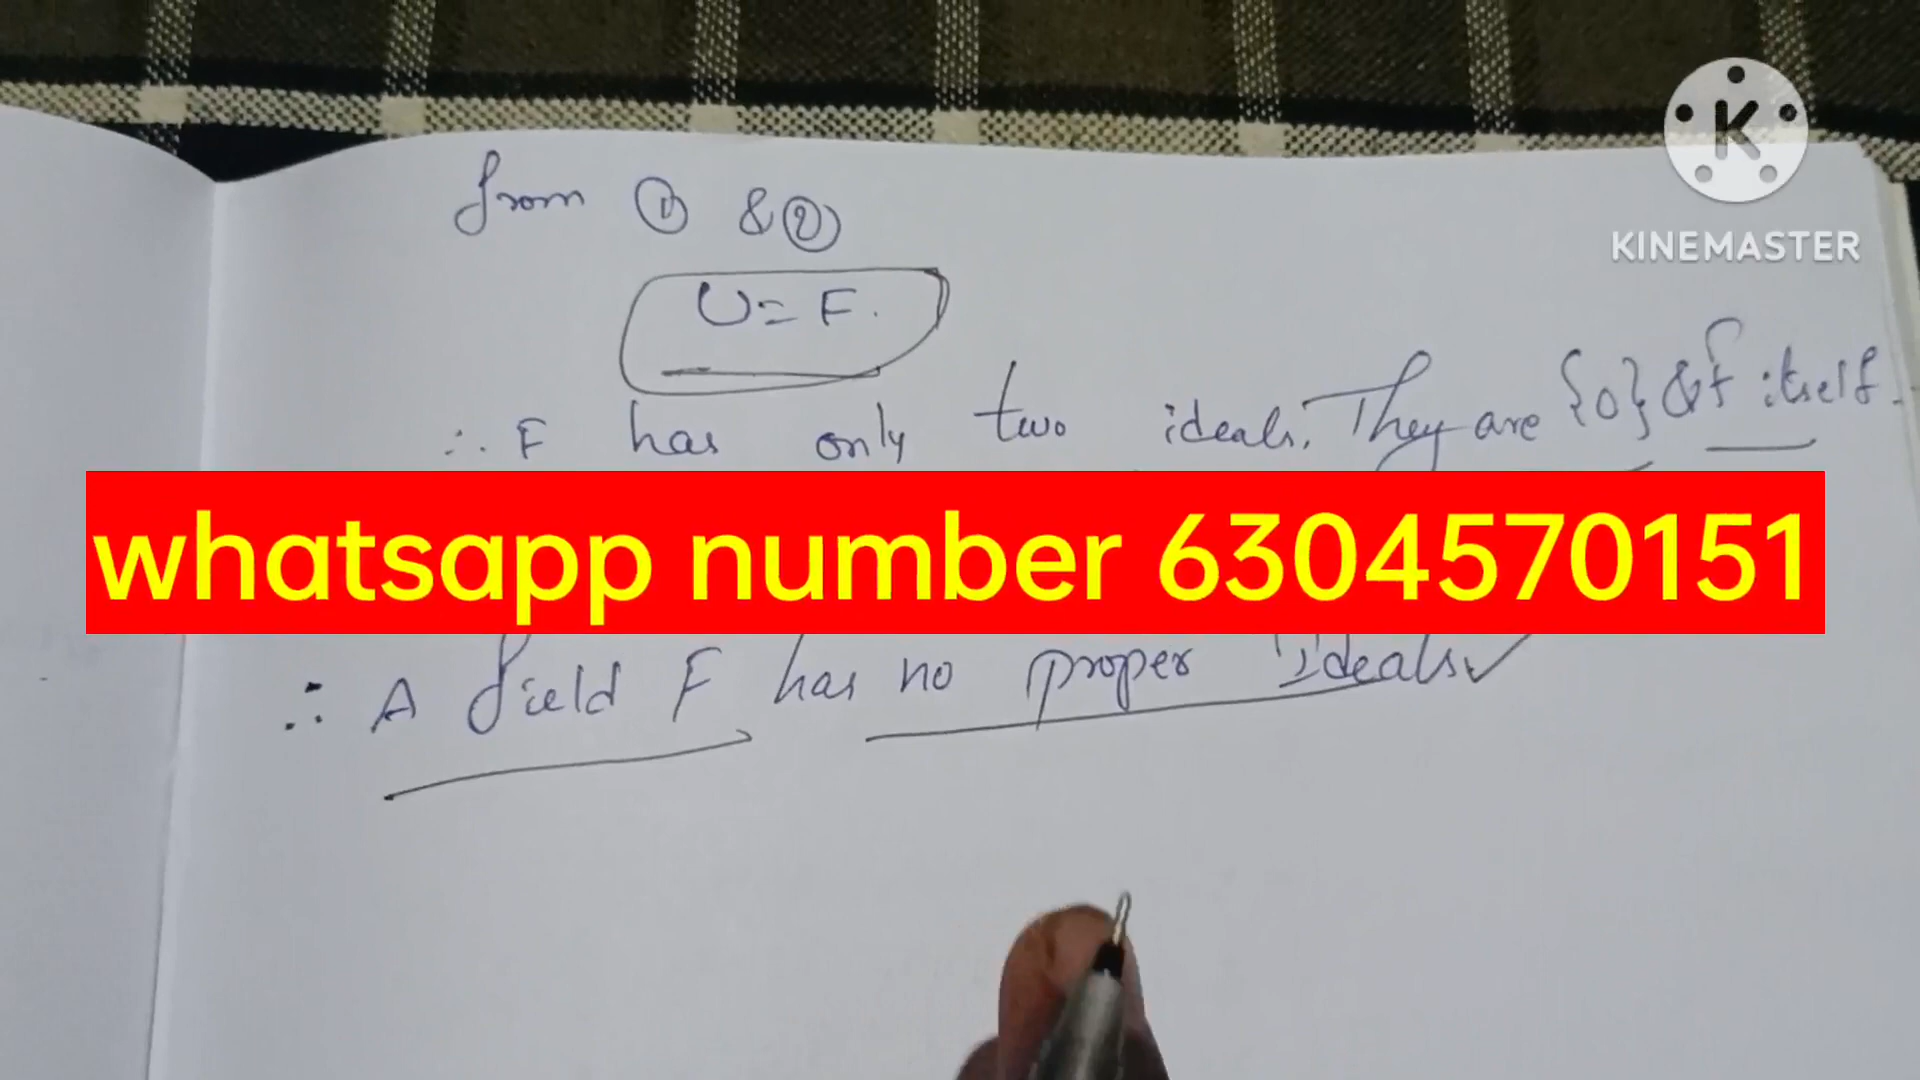 from ① & ②
KINEMASTER
U = F.
∴ F has only two ideals. They are {0} & F itself.
whatsapp number 6304570151
∴ A field F has no proper Ideals